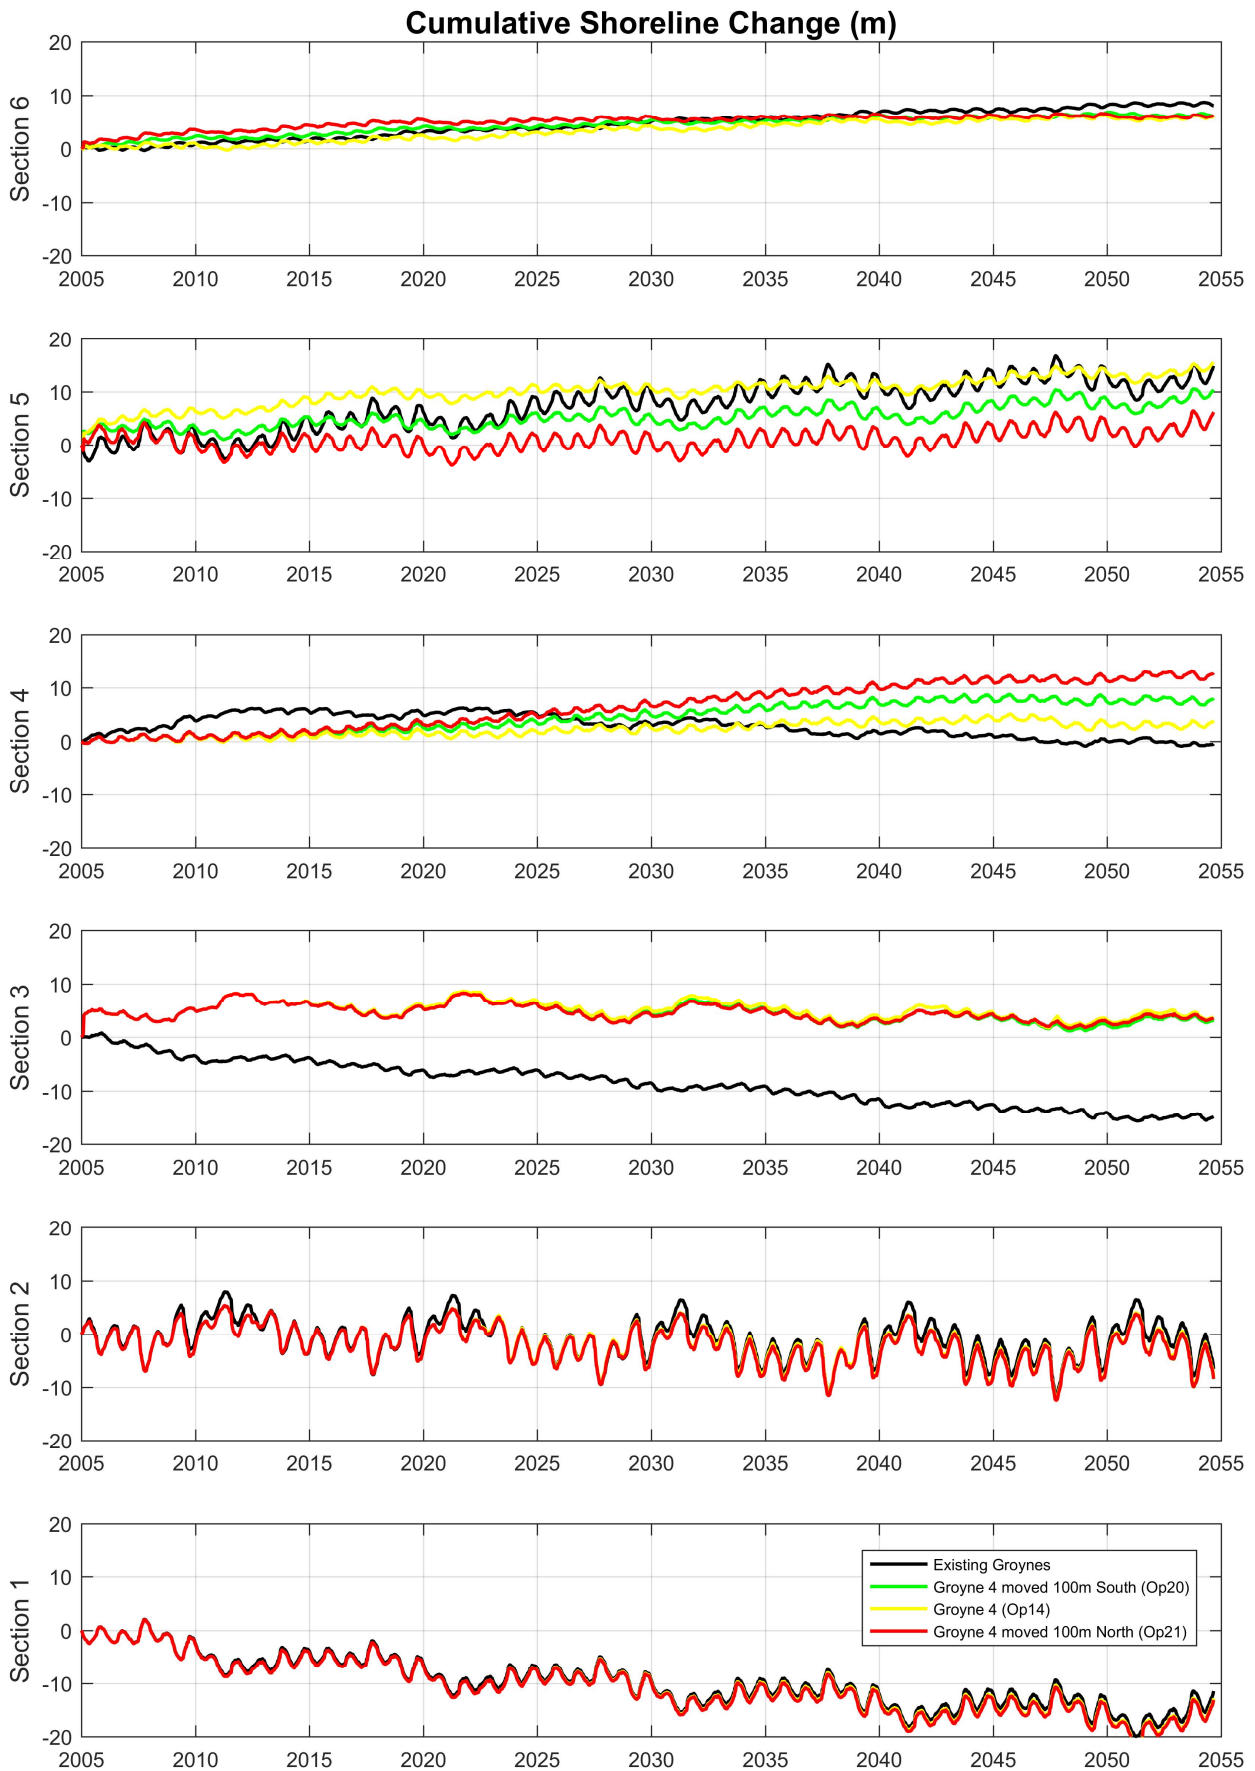 Cumulative Shoreline Change (m)
20
10
0
-10
-20
Section 6
2005 2010 2015 2020 2025 2030 2035 2040 2045 2050 2055
20
10
0
-10
-20
Section 5
2005 2010 2015 2020 2025 2030 2035 2040 2045 2050 2055
20
10
0
-10
-20
Section 4
2005 2010 2015 2020 2025 2030 2035 2040 2045 2050 2055
20
10
0
-10
-20
Section 3
2005 2010 2015 2020 2025 2030 2035 2040 2045 2050 2055
20
10
0
-10
-20
Section 2
2005 2010 2015 2020 2025 2030 2035 2040 2045 2050 2055
20
10
0
-10
-20
Section 1
Existing Groynes
Groyne 4 moved 100m South (Op20)
Groyne 4 (Op14)
Groyne 4 moved 100m North (Op21)
2005 2010 2015 2020 2025 2030 2035 2040 2045 2050 2055